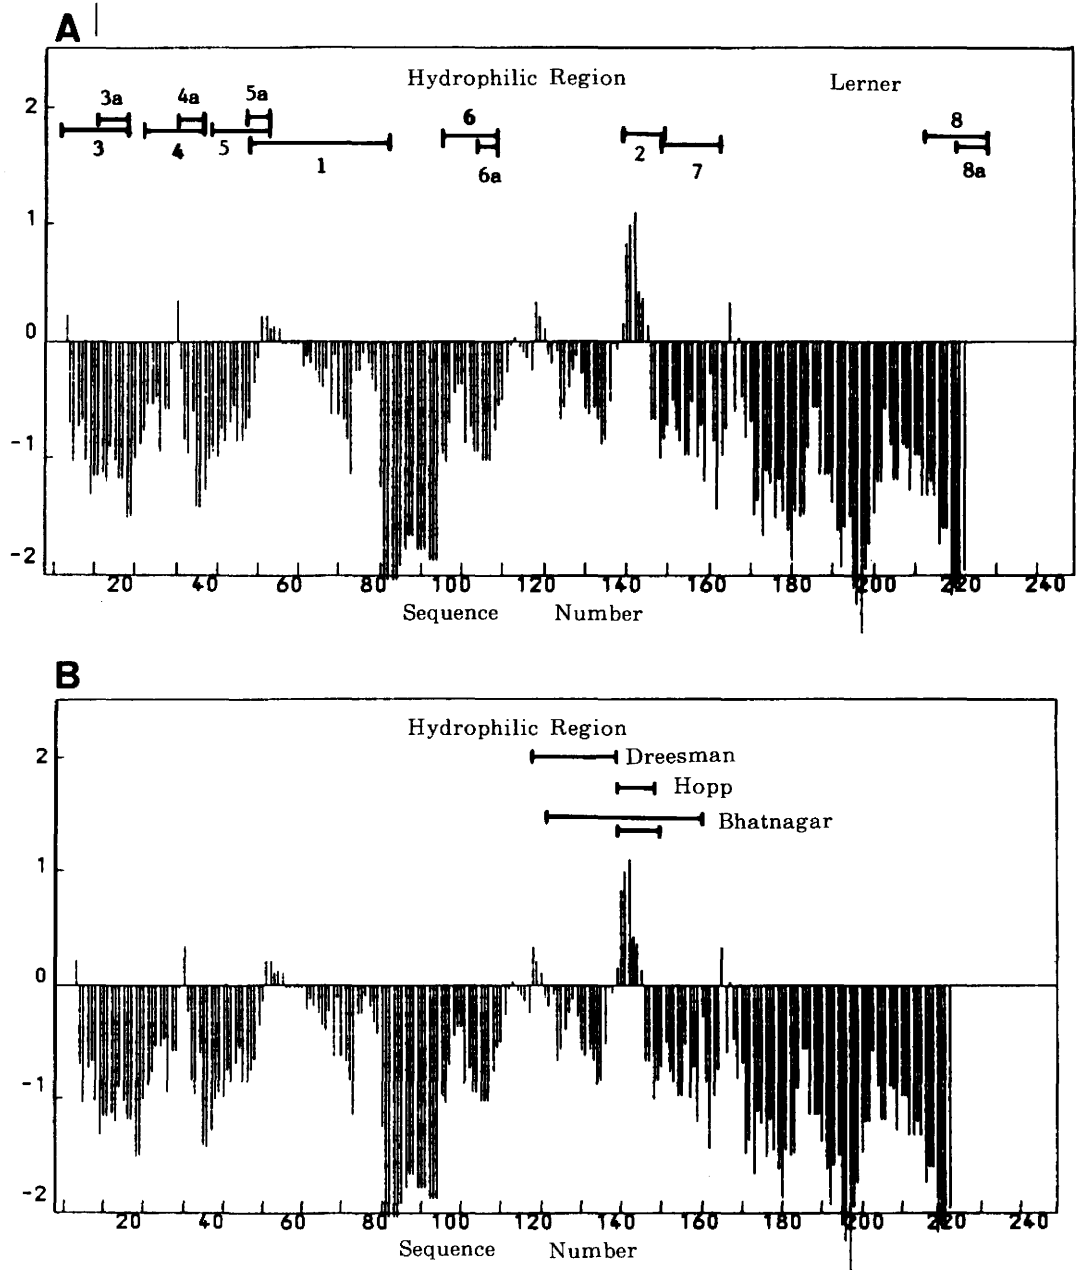 A
Hydrophilic Region Lerner
2
3a 4a 5a 6 8
3 4 5 1 6a 2 7 8a
1
0
-1
-2
20 40 60 80 100 120 140 160 180 200 220 240
Sequence Number
B
Hydrophilic Region
2 Dreesman
Hopp
Bhatnagar
1
0
-1
-2
20 40 60 80 100 120 140 160 180 200 220 240
Sequence Number